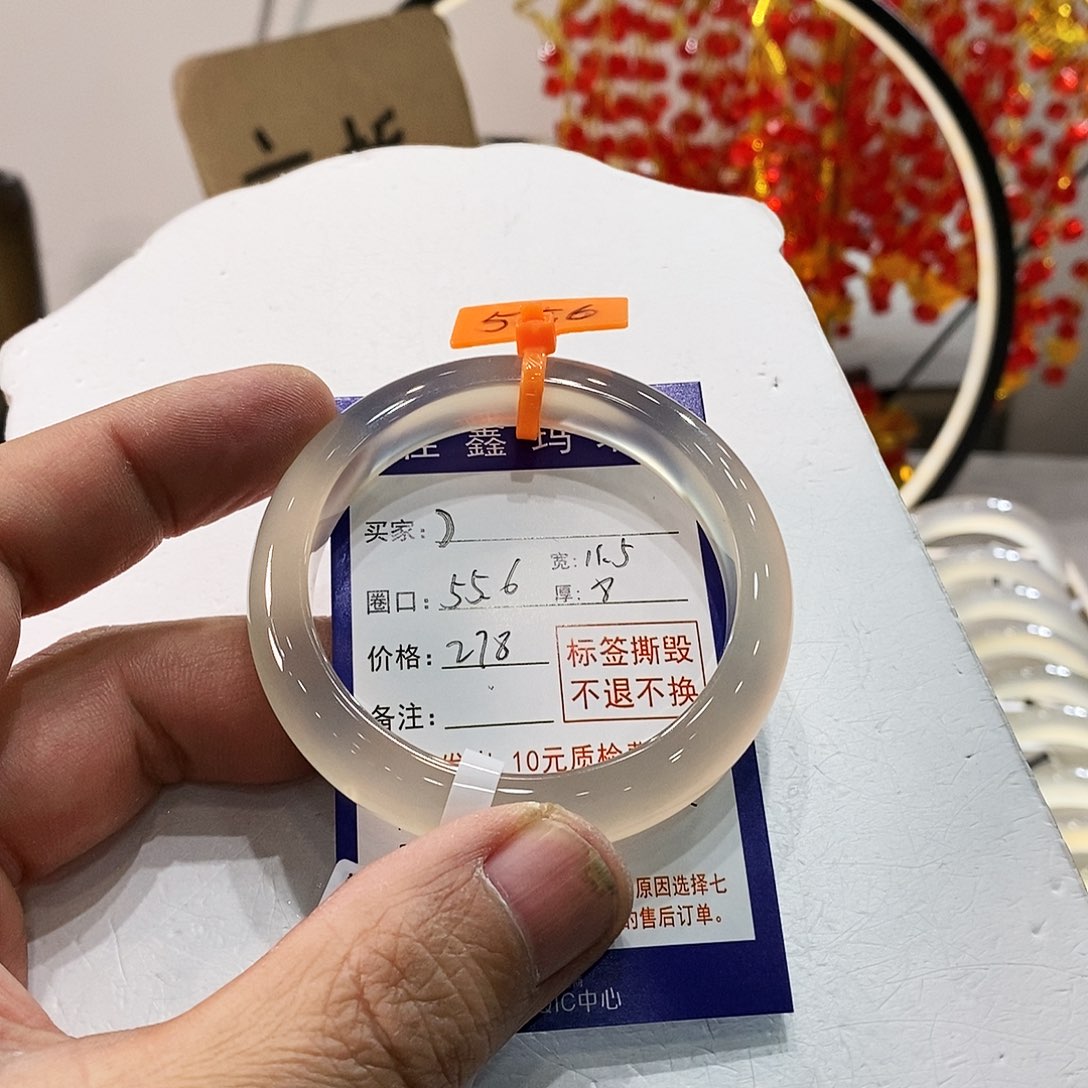 556
鑫玛
买家：
宽：11.5
圈口：556
厚：8
价格：278
标签撕毁
不退不换
备注：
10元质检
原因选择七
的售后订单。
IC中心